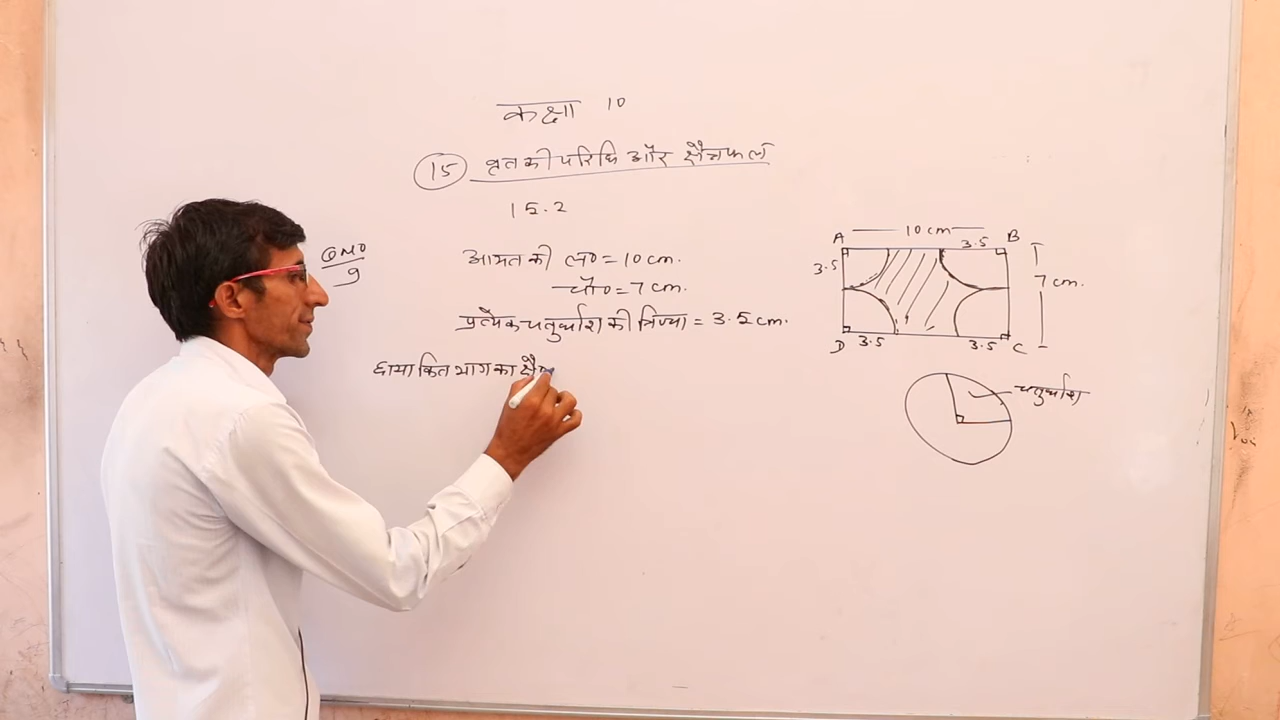 कक्षा 10
15 वृत की परिधि और क्षैत्रफल
15.2
QNO 9
आयत की ल० = 10 cm.
चौ० = 7 cm.
प्रत्येक चतुर्थांश की त्रिज्या = 3.5 cm.
छायांकित भाग का क्षै
A 10 cm B
3.5 3.5
7 cm.
D 3.5 3.5 C
चतुर्थांश